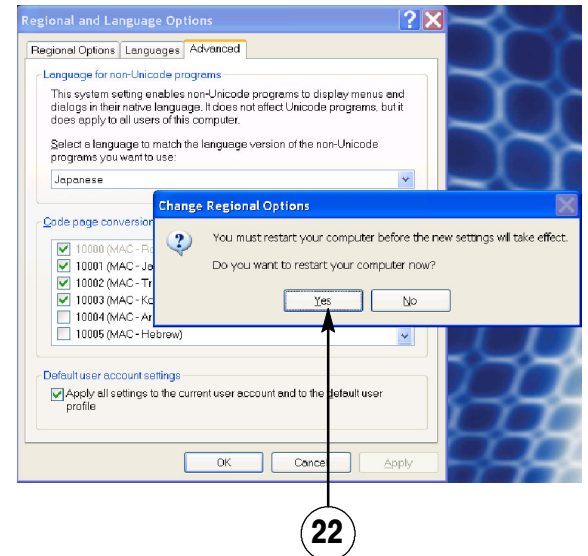 Regional and Language Options
Regional Options Languages Advanced
Language for non-Unicode programs
This system setting enables non-Unicode programs to display menus and
dialogs in their native language. It does not affect Unicode programs, but it
does apply to all users of this computer.
Select a language to match the language version of the non-Unicode
programs you want to use:
Japanese
Change Regional Options
You must restart your computer before the new settings will take effect.
Do you want to restart your computer now?
Yes No
Code page conversion
10000 (MAC - Ro
10001 (MAC - Ja
10002 (MAC - Tr
10003 (MAC - Ko
10004 (MAC - Ar
10005 (MAC - Hebrew)
Default user account settings
Apply all settings to the current user account and to the default user
profile
OK Cancel Apply
22